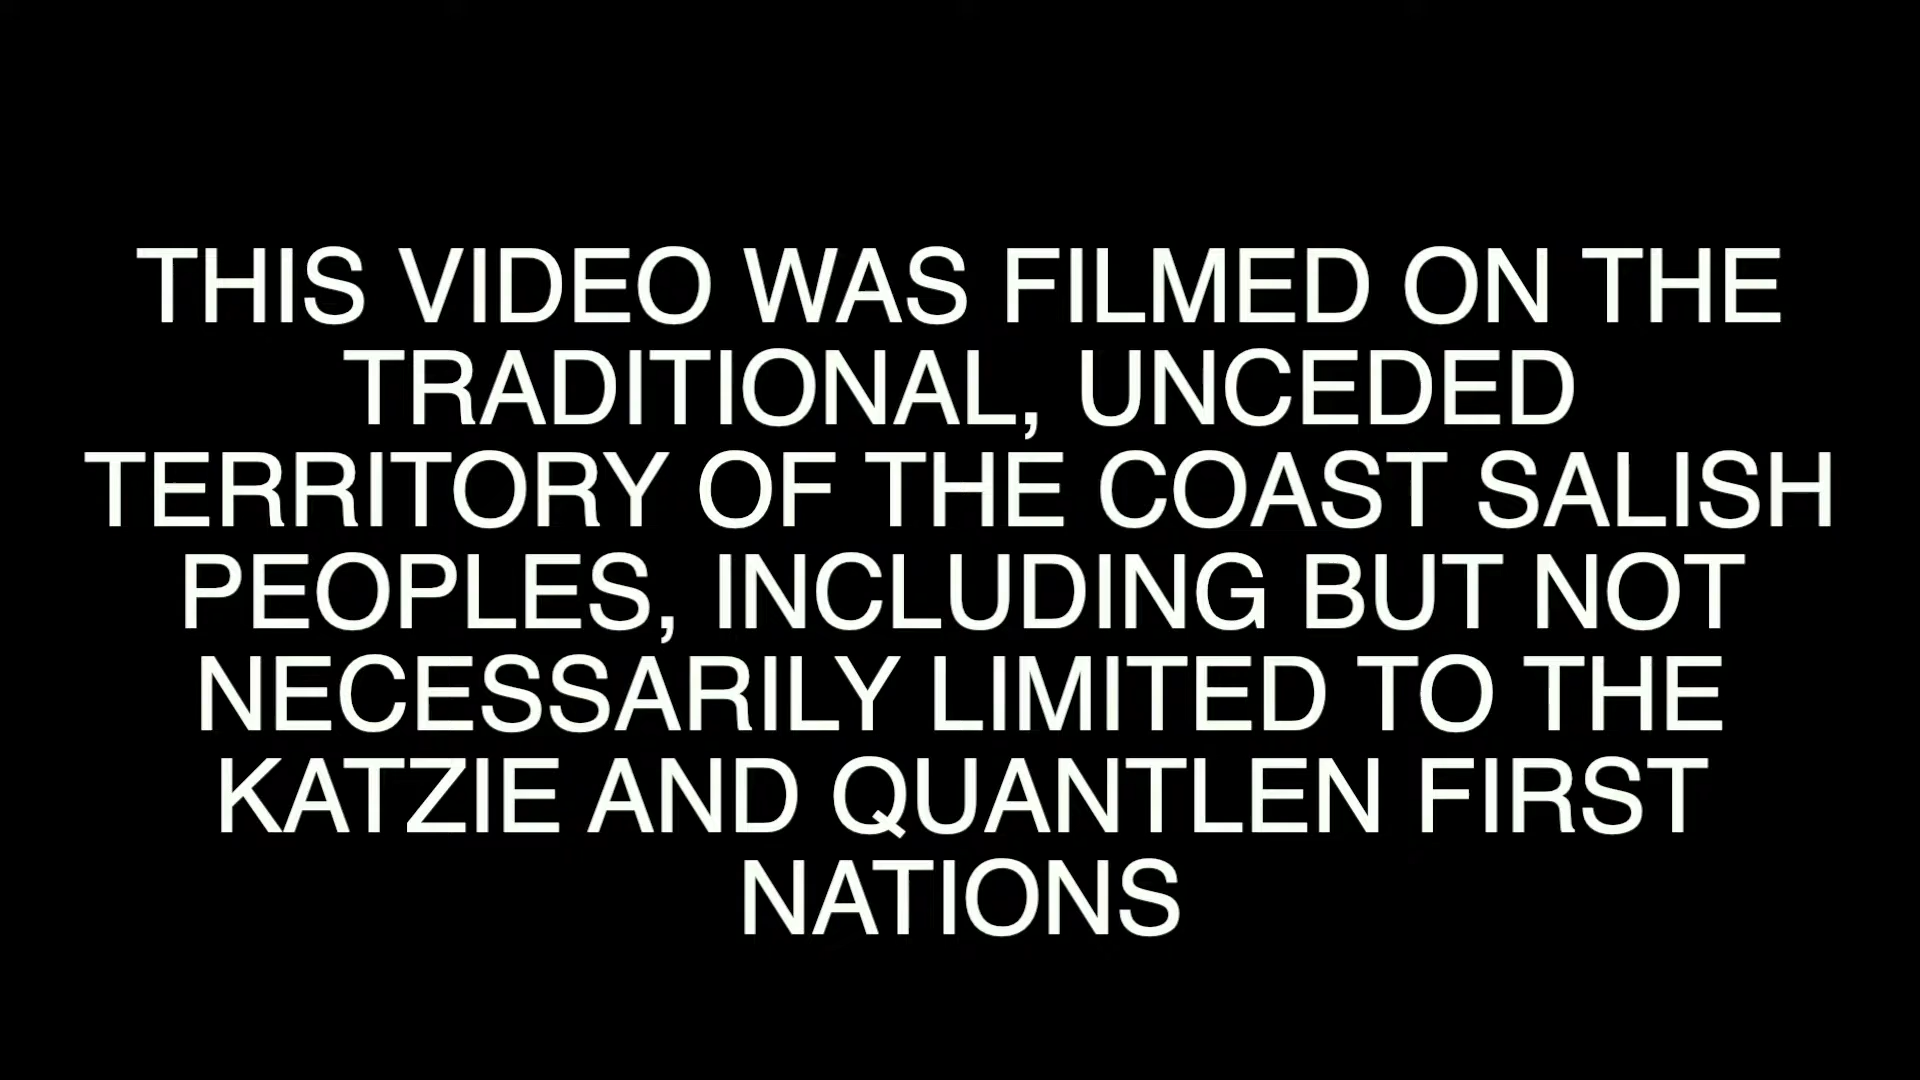 THIS VIDEO WAS FILMED ON THE
TRADITIONAL, UNCEDED
TERRITORY OF THE COAST SALISH
PEOPLES, INCLUDING BUT NOT
NECESSARILY LIMITED TO THE
KATZIE AND QUANTLEN FIRST
NATIONS